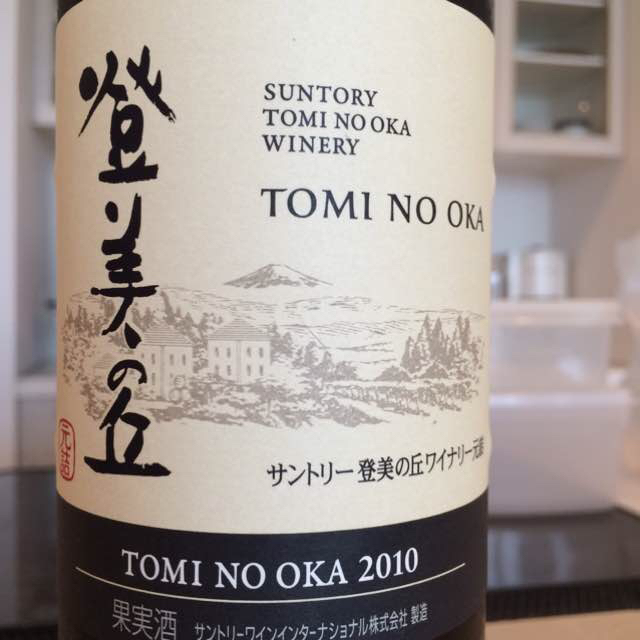 登美の丘
SUNTORY
TOMI NO OKA
WINERY
TOMI NO OKA
元詰
サントリー登美の丘ワイナリー元詰
TOMI NO OKA 2010
果実酒 サントリーワインインターナショナル株式会社 製造